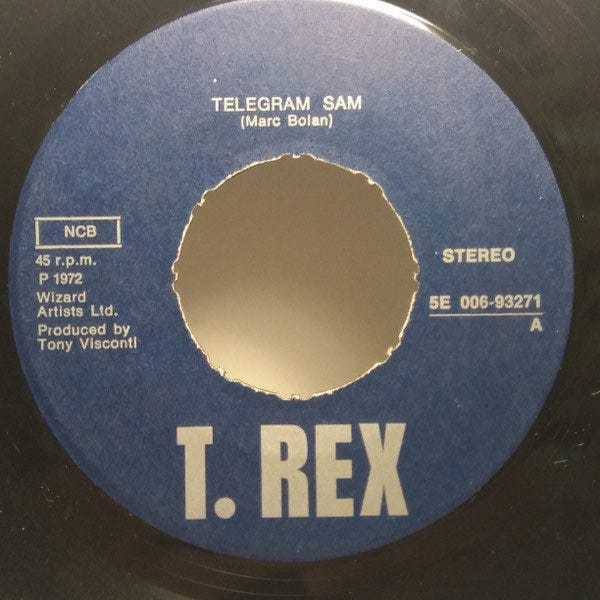 TELEGRAM SAM
(Marc Bolan)
NCB
45 r.p.m.
P 1972
Wizard
Artists Ltd.
Produced by
Tony Visconti
STEREO
5E 006-93271
A
T. REX